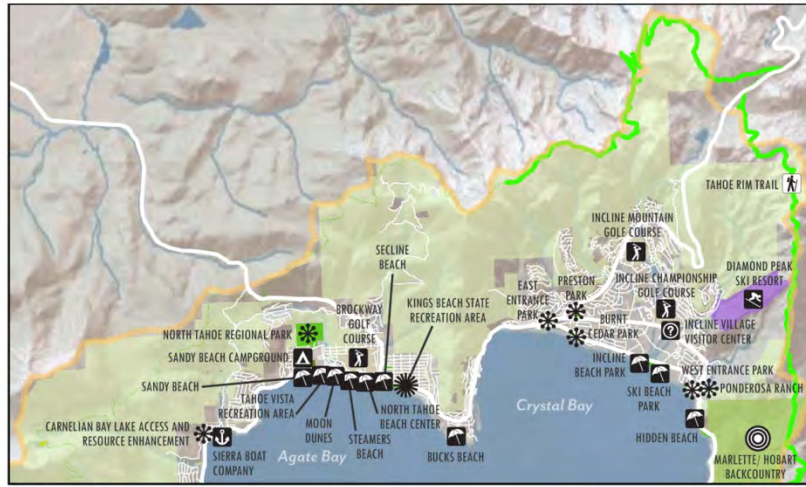 TAHOE RIM TRAIL
INCLINE MOUNTAIN
GOLF COURSE
SECLINE
BEACH
PRESTON
PARK
INCLINE CHAMPIONSHIP
GOLF COURSE
DIAMOND PEAK
SKI RESORT
EAST
ENTRANCE
PARK
BROCKWAY
GOLF
COURSE
KINGS BEACH STATE
RECREATION AREA
BURNT
CEDAR PARK
INCLINE VILLAGE
VISITOR CENTER
NORTH TAHOE REGIONAL PARK
SANDY BEACH CAMPGROUND
SANDY BEACH
INCLINE
BEACH PARK
WEST ENTRANCE PARK
SKI BEACH
PARK
PONDEROSA RANCH
TAHOE VISTA
RECREATION AREA
MOON
DUNES
STEAMERS
BEACH
NORTH TAHOE
BEACH CENTER
Crystal Bay
CARNELIAN BAY LAKE ACCESS AND
RESOURCE ENHANCEMENT
SIERRA BOAT
COMPANY
Agate Bay
BUCKS BEACH
HIDDEN BEACH
MARLETTE/ HOBART
BACKCOUNTRY